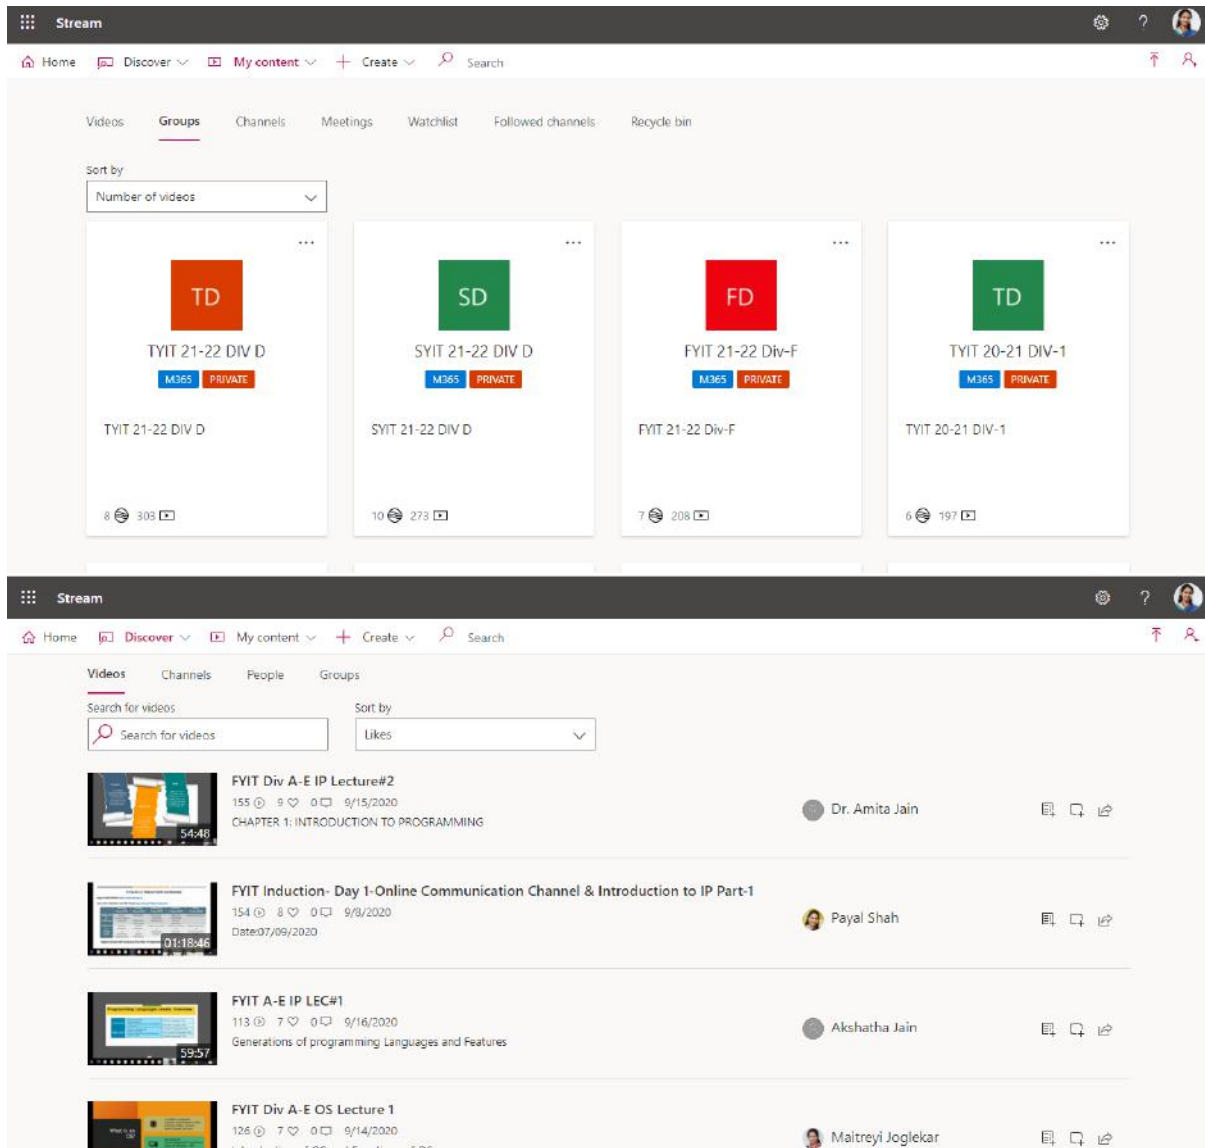 Stream ?
Home Discover My content Create Search
Videos Groups Channels Meetings Watchlist Followed channels Recycle bin
Sort by
Number of videos
TD SD FD TD
TYIT 21-22 DIV D SYIT 21-22 DIV D FYIT 21-22 Div-F TYIT 20-21 DIV-1
M365 PRIVATE M365 PRIVATE M365 PRIVATE M365 PRIVATE
TYIT 21-22 DIV D SYIT 21-22 DIV D FYIT 21-22 Div-F TYIT 20-21 DIV-1
8 303 10 273 7 208 6 197
Stream ?
Home Discover My content Create Search
Videos Channels People Groups
Search for videos Sort by
Search for videos Likes
FYIT Div A-E IP Lecture#2
155 9 0 9/15/2020
Dr. Amita Jain
CHAPTER 1: INTRODUCTION TO PROGRAMMING
54:48
FYIT Induction- Day 1-Online Communication Channel & Introduction to IP Part-1
154 8 0 9/8/2020
Payal Shah
Date:07/09/2020
01:18:46
FYIT A-E IP LEC#1
113 7 0 9/16/2020
Akshatha Jain
Generations of programming Languages and Features
59:57
FYIT Div A-E OS Lecture 1
126 7 0 9/14/2020
Maitreyi Joglekar